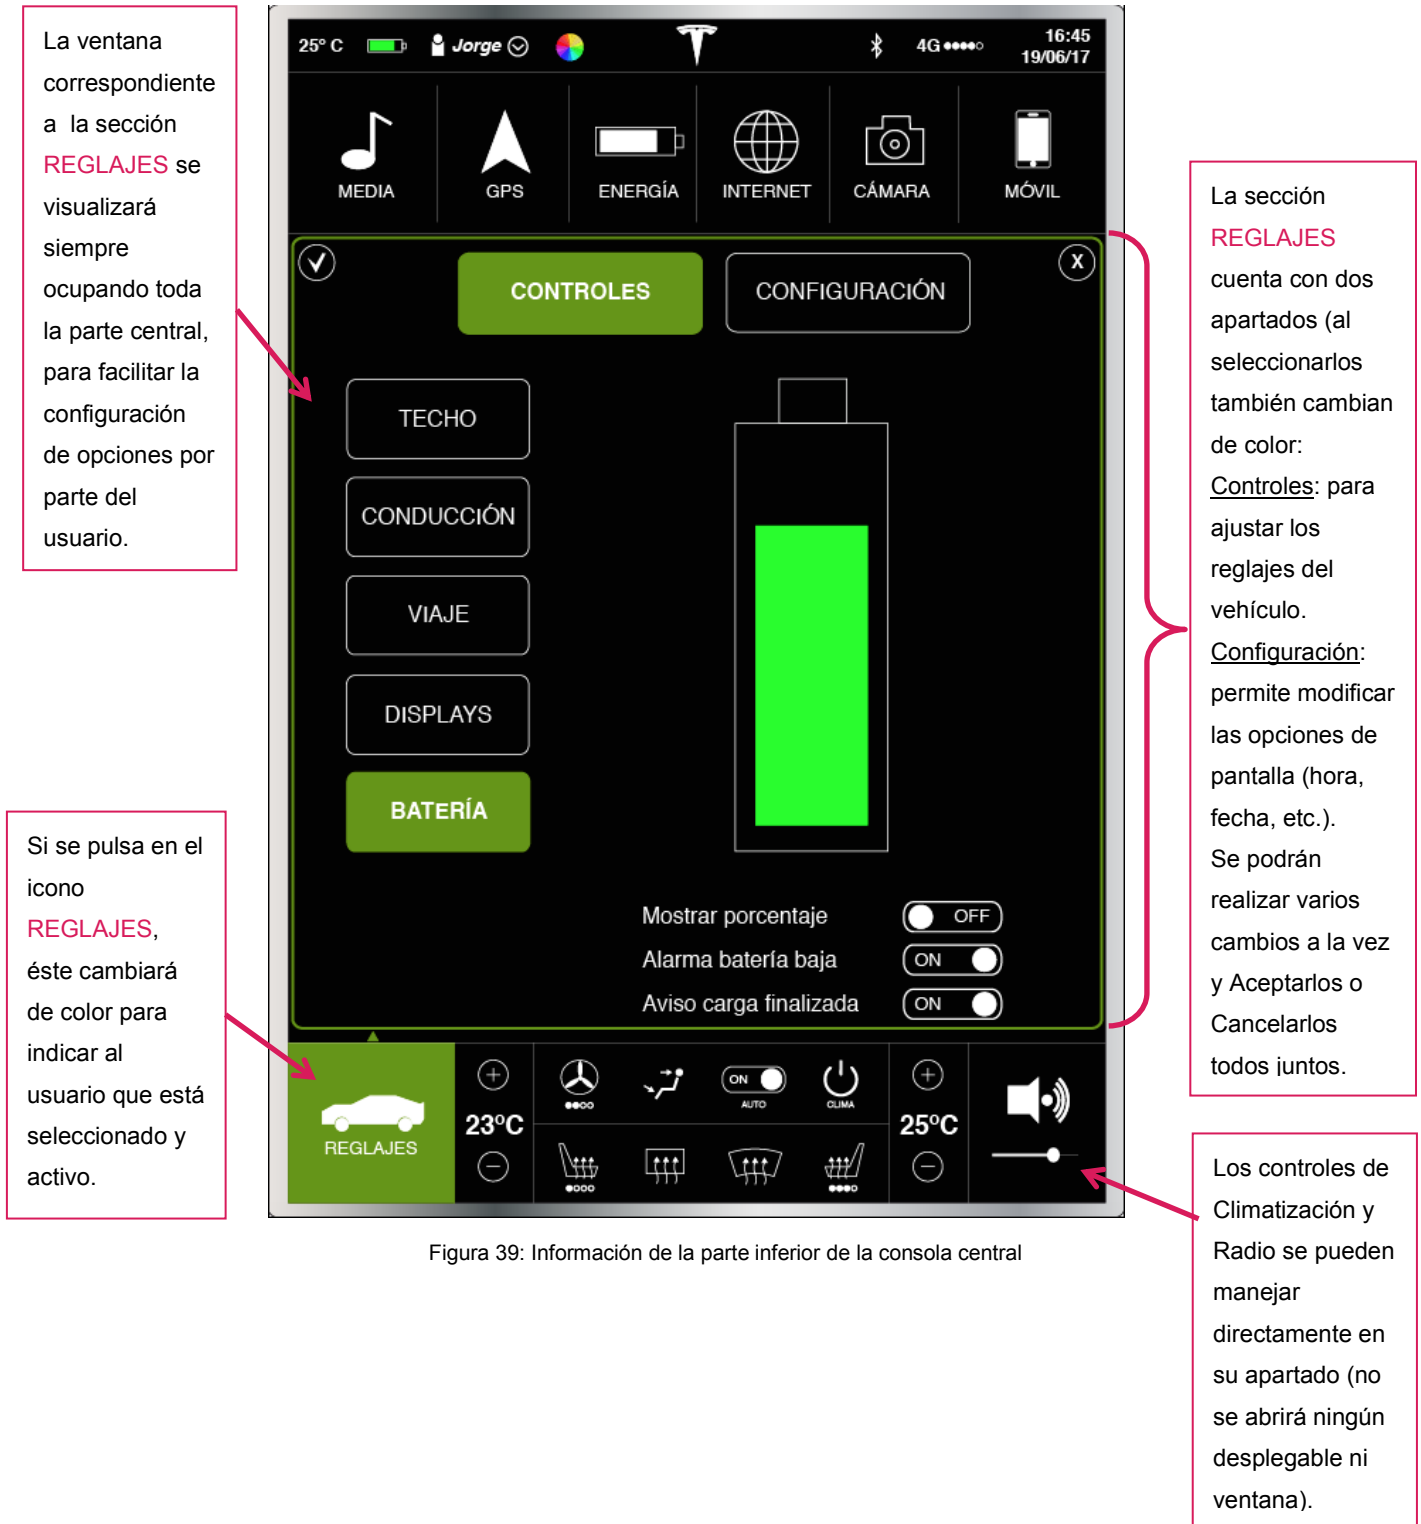 La ventana
correspondiente
a la sección
REGLAJES se
visualizará
siempre
ocupando toda
la parte central,
para facilitar la
configuración
de opciones por
parte del
usuario.
Si se pulsa en el
icono
REGLAJES,
éste cambiará
de color para
indicar al
usuario que está
seleccionado y
activo.
25° C Jorge 4G 16:45
19/06/17
MEDIA GPS ENERGÍA INTERNET CÁMARA MÓVIL
X
CONTROLES CONFIGURACIÓN
TECHO
CONDUCCIÓN
VIAJE
DISPLAYS
BATERÍA
Mostrar porcentaje OFF
Alarma batería baja ON
Aviso carga finalizada ON
REGLAJES
23ºC
ON
AUTO
CLIMA
25ºC
La sección
REGLAJES
cuenta con dos
apartados (al
seleccionarlos
también cambian
de color:
Controles: para
ajustar los
reglajes del
vehículo.
Configuración:
permite modificar
las opciones de
pantalla (hora,
fecha, etc.).
Se podrán
realizar varios
cambios a la vez
y Aceptarlos o
Cancelarlos
todos juntos.
Los controles de
Climatización y
Radio se pueden
manejar
directamente en
su apartado (no
se abrirá ningún
desplegable ni
ventana).
Figura 39: Información de la parte inferior de la consola central